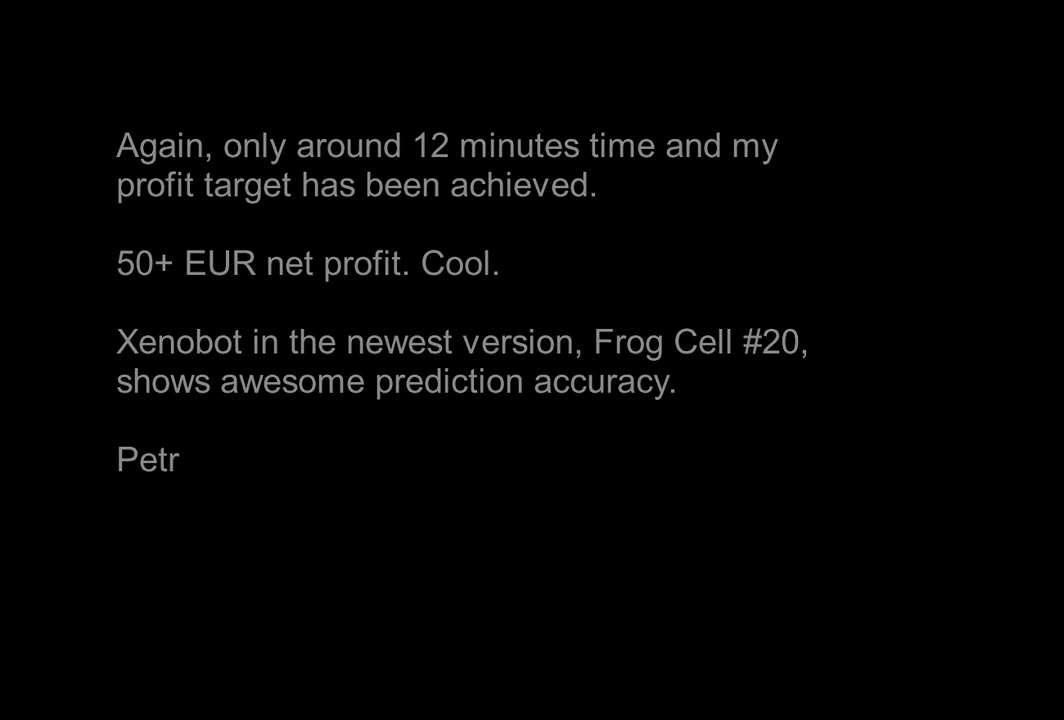 Again, only around 12 minutes time and my
profit target has been achieved.
50+ EUR net profit. Cool.
Xenobot in the newest version, Frog Cell #20,
shows awesome prediction accuracy.
Petr